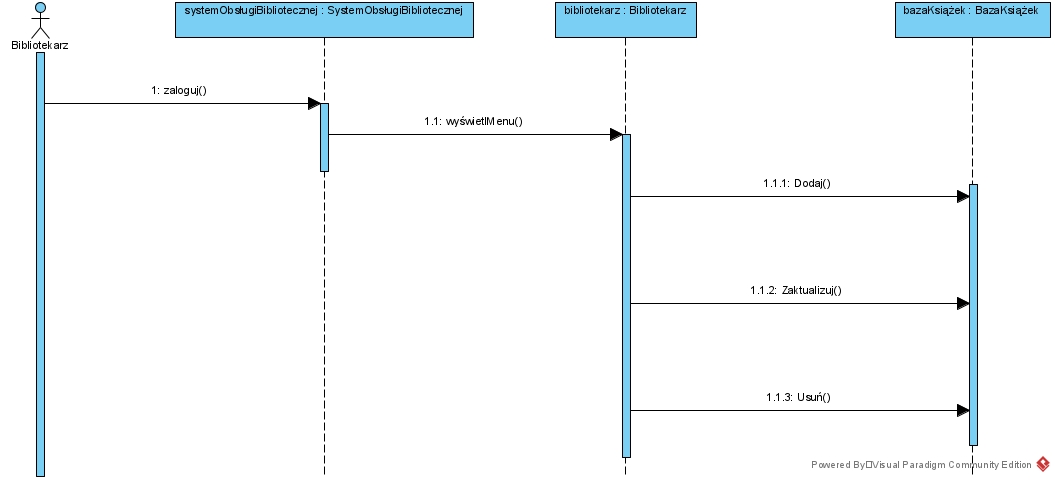 systemObsługiBibliotecznej : SystemObsługiBibliotecznej
bibliotekarz : Bibliotekarz
bazaKsiążek : BazaKsiążek
Bibliotekarz
1: zaloguj()
1.1: wyświetlMenu()
1.1.1: Dodaj()
1.1.2: Zaktualizuj()
1.1.3: Usuń()
Powered By Visual Paradigm Community Edition